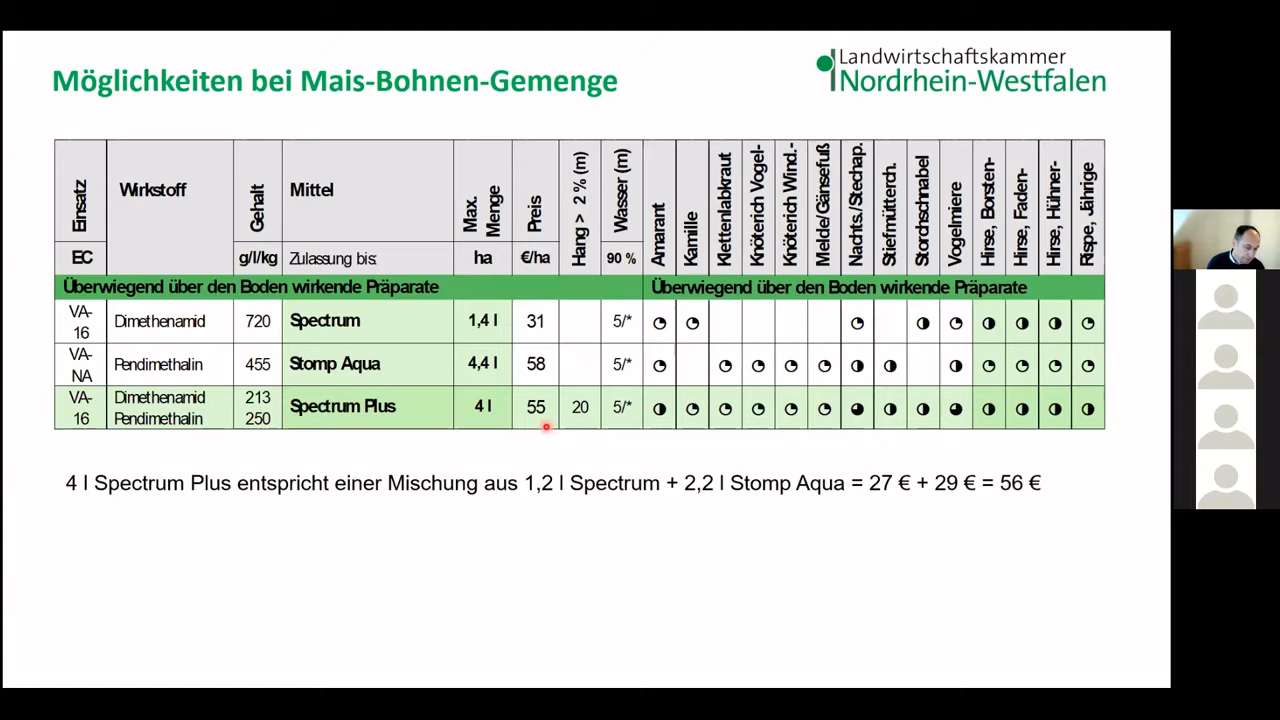 Möglichkeiten bei Mais-Bohnen-Gemenge
Landwirtschaftskammer
Nordrhein-Westfalen
Einsatz Wirkstoff Gehalt Mittel Max. Menge Preis Hang > 2 % (m) Wasser (m) Amarant Kamille Klettenlabkraut Knöterich Vogel- Knöterich Wind.- Melde/Gänsefuß Nachts./Stechap. Stiefmütterch. Storchschnabel Vogelmiere Hirse, Borsten- Hirse, Faden- Hirse, Hühner- Rispe, Jährige
EC g/l/kg Zulassung bis: ha €/ha 90 %
Überwiegend über den Boden wirkende Präparate Überwiegend über den Boden wirkende Präparate
VA-16 Dimethenamid 720 Spectrum 1,4 l 31 5/*
VA-NA Pendimethalin 455 Stomp Aqua 4,4 l 58 5/*
VA-16 Dimethenamid Pendimethalin 213 250 Spectrum Plus 4 l 55 20 5/*
4 l Spectrum Plus entspricht einer Mischung aus 1,2 l Spectrum + 2,2 l Stomp Aqua = 27 € + 29 € = 56 €